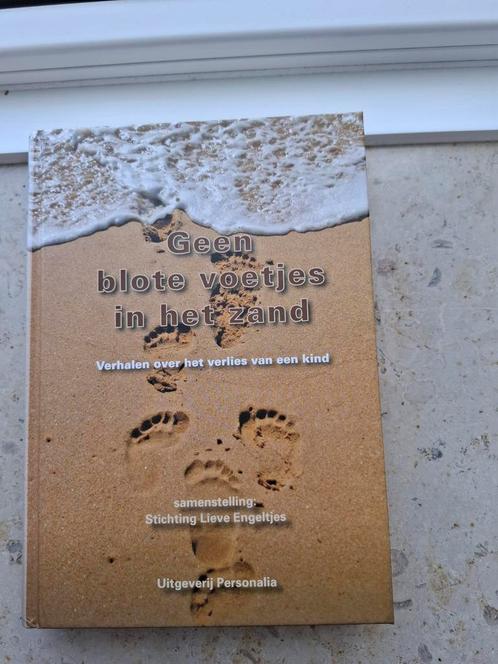 Geen
blote voetjes
in het zand
Verhalen over het verlies van een kind
samenstelling:
Stichting Lieve Engeltjes
Uitgeverij Personalia